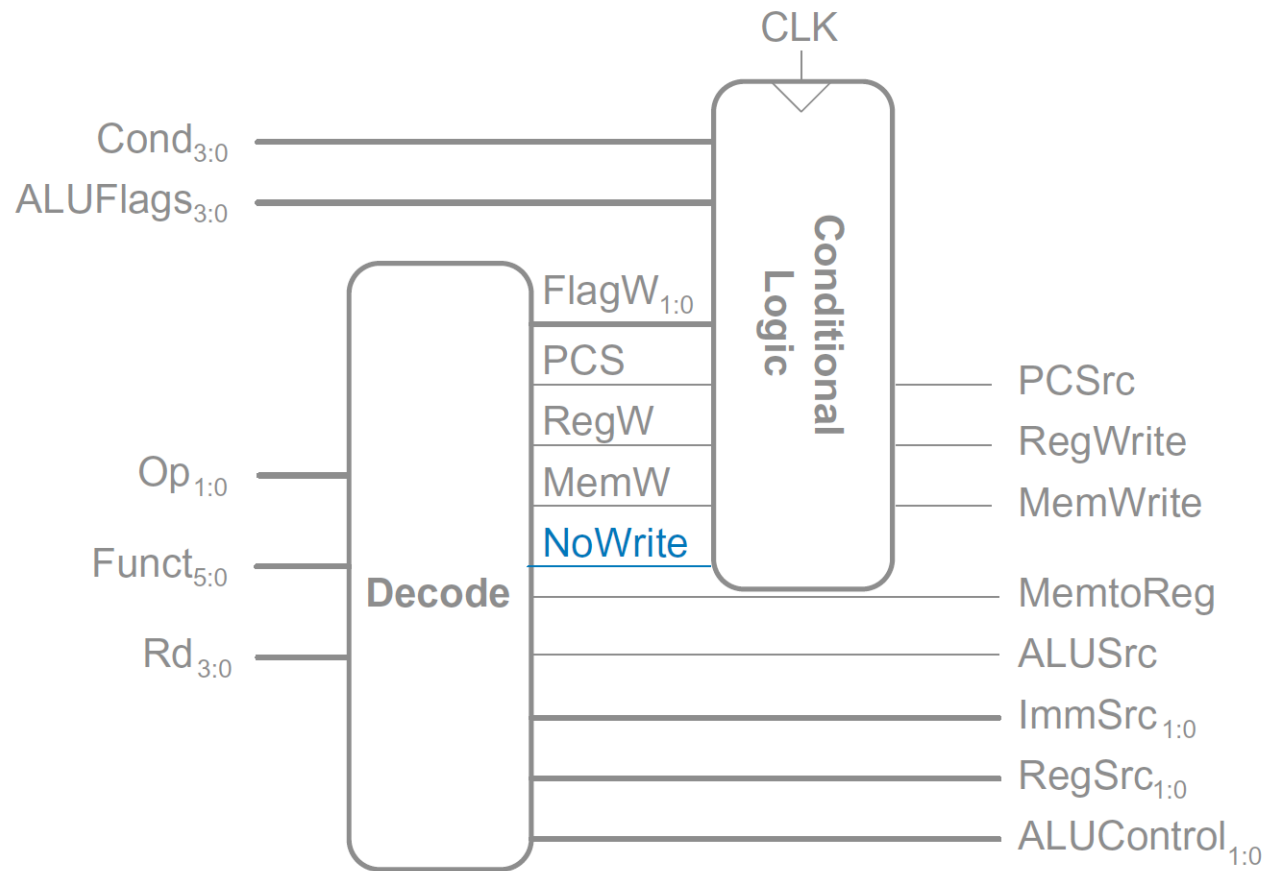 CLK
Cond3:0
ALUFlags3:0
Conditional
Logic
FlagW1:0
PCS
PCSrc
RegW
RegWrite
Op1:0
MemW
MemWrite
Funct5:0
NoWrite
Decode
MemtoReg
Rd3:0
ALUSrc
ImmSrc1:0
RegSrc1:0
ALUControl1:0